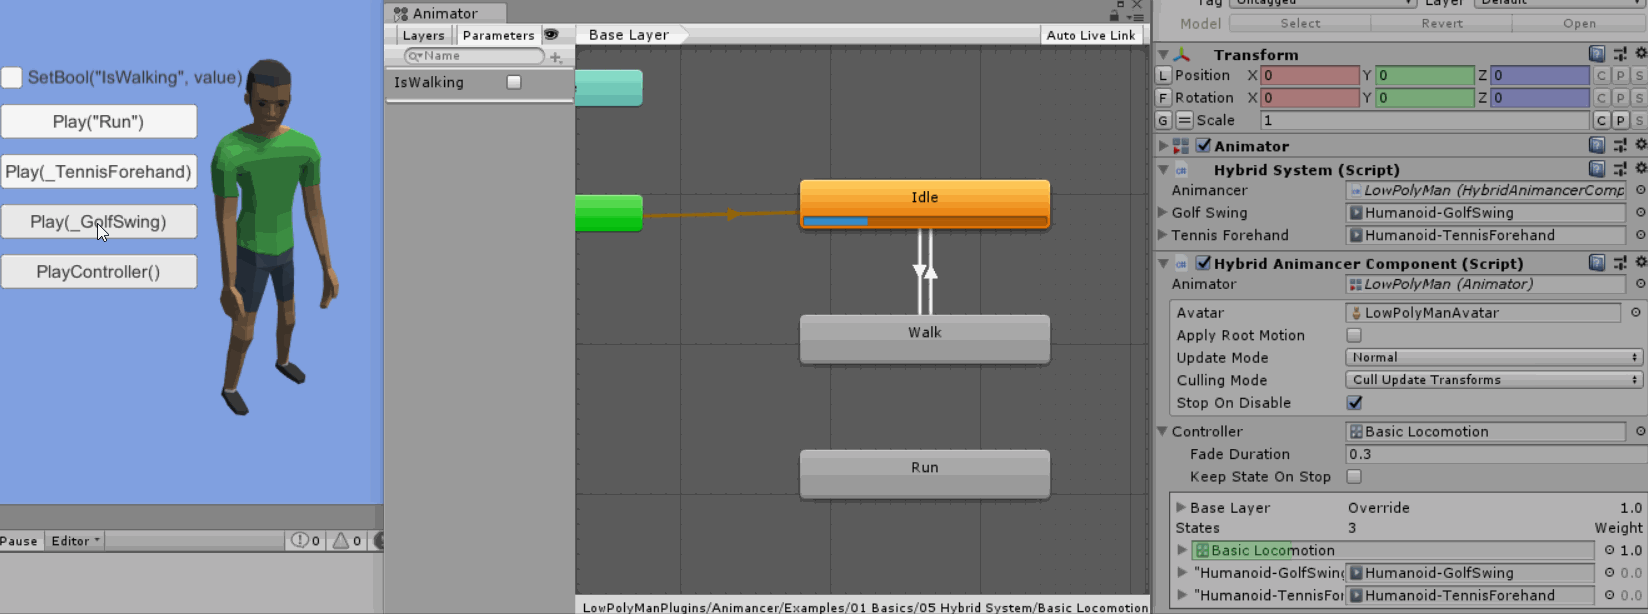 SetBool("IsWalking", value)
Play("Run")
Play(_TennisForehand)
Play(_GolfSwing)
PlayController()
Pause Editor 0 0
Animator
Layers Parameters Base Layer Auto Live Link
Name
IsWalking
Idle
Walk
Run
LowPolyManPlugins/Animancer/Examples/01 Basics/05 Hybrid System/Basic Locomotion
Tag Untagged Layer Default
Model Select Revert Open
Transform
L Position X 0 Y 0 Z 0 C P S
F Rotation X 0 Y 0 Z 0 C P S
G Scale 1 C P S
Animator
Hybrid System (Script)
Animancer LowPolyMan (HybridAnimancerComp
Golf Swing Humanoid-GolfSwing
Tennis Forehand Humanoid-TennisForehand
Hybrid Animancer Component (Script)
Animator LowPolyMan (Animator)
Avatar LowPolyManAvatar
Apply Root Motion
Update Mode Normal
Culling Mode Cull Update Transforms
Stop On Disable
Controller Basic Locomotion
Fade Duration 0.3
Keep State On Stop
Base Layer Override 1.0
States 3 Weight
Basic Locomotion 1.0
"Humanoid-GolfSwing Humanoid-GolfSwing 0.0
"Humanoid-TennisFor Humanoid-TennisForehand 0.0